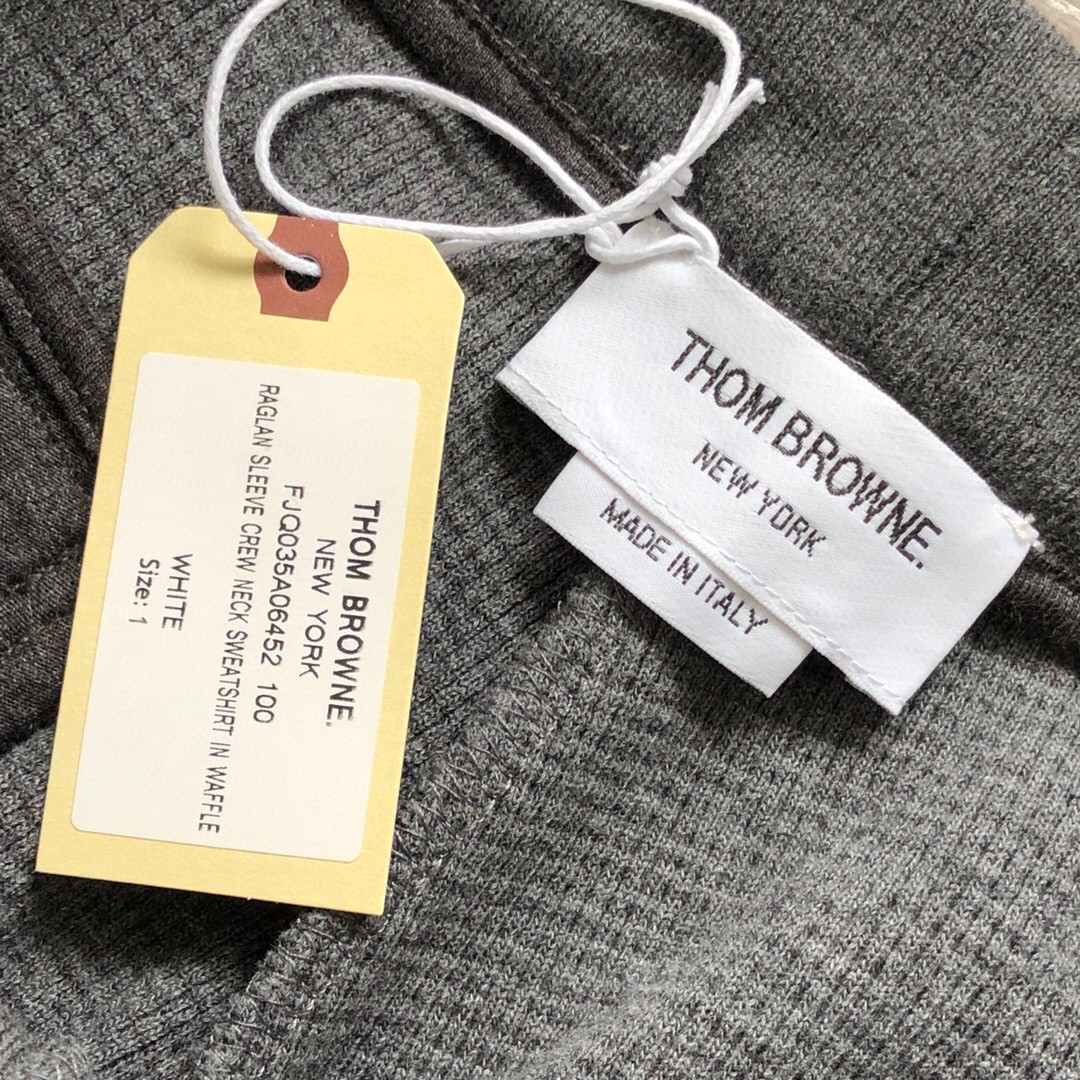 THOM BROWNE.
NEW YORK
FJQ035A06452 100
RAGLAN SLEEVE CREW NECK SWEATSHIRT IN WAFFLE
WHITE
Size: 1
THOM BROWNE.
NEW YORK
MADE IN ITALY